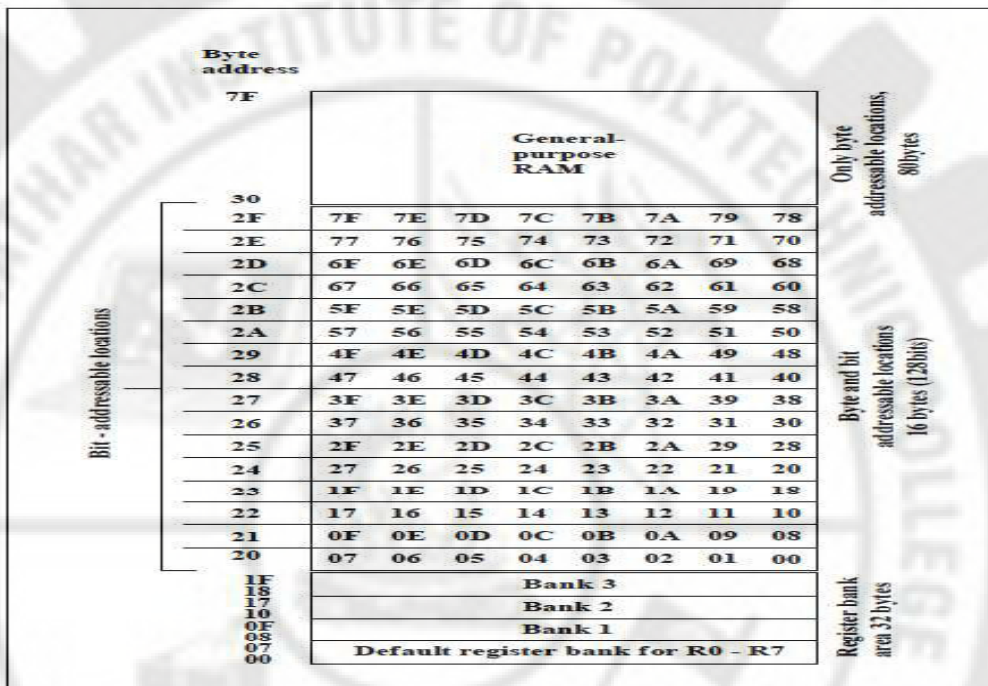 Byte
address
7F
General-
purpose
RAM
Only byte
addressable locations,
80bytes
30
2F 7F 7E 7D 7C 7B 7A 79 78
2E 77 76 75 74 73 72 71 70
2D 6F 6E 6D 6C 6B 6A 69 68
2C 67 66 65 64 63 62 61 60
2B 5F 5E 5D 5C 5B 5A 59 58
2A 57 56 55 54 53 52 51 50
29 4F 4E 4D 4C 4B 4A 49 48
28 47 46 45 44 43 42 41 40
27 3F 3E 3D 3C 3B 3A 39 38
26 37 36 35 34 33 32 31 30
25 2F 2E 2D 2C 2B 2A 29 28
24 27 26 25 24 23 22 21 20
23 1F 1E 1D 1C 1B 1A 19 18
22 17 16 15 14 13 12 11 10
21 0F 0E 0D 0C 0B 0A 09 08
20 07 06 05 04 03 02 01 00
Bit - addressable locations
Byte and bit
addressable locations
16 bytes (128bits)
1F
18
Bank 3
17
10
Bank 2
0F
08
Bank 1
07
00
Default register bank for R0 - R7
Register bank
area 32 bytes
INSTITUTE OF POLYTECHNIC COLLEGE